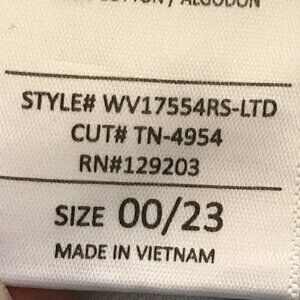 COTTON / ALGODON
STYLE# WV17554RS-LTD
CUT# TN-4954
RN#129203
SIZE 00/23
MADE IN VIETNAM